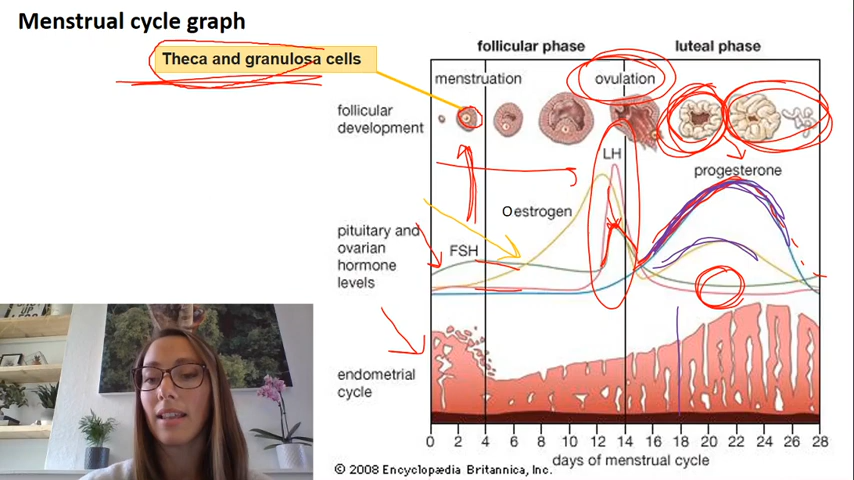 Menstrual cycle graph
Theca and granulosa cells
follicular phase
luteal phase
menstruation
ovulation
follicular
development
LH
progesterone
Oestrogen
pituitary and
ovarian
hormone
levels
FSH
endometrial
cycle
0 2 4 6 8 10 12 14 16 18 20 22 24 26 28
days of menstrual cycle
© 2008 Encyclopædia Britannica, Inc.